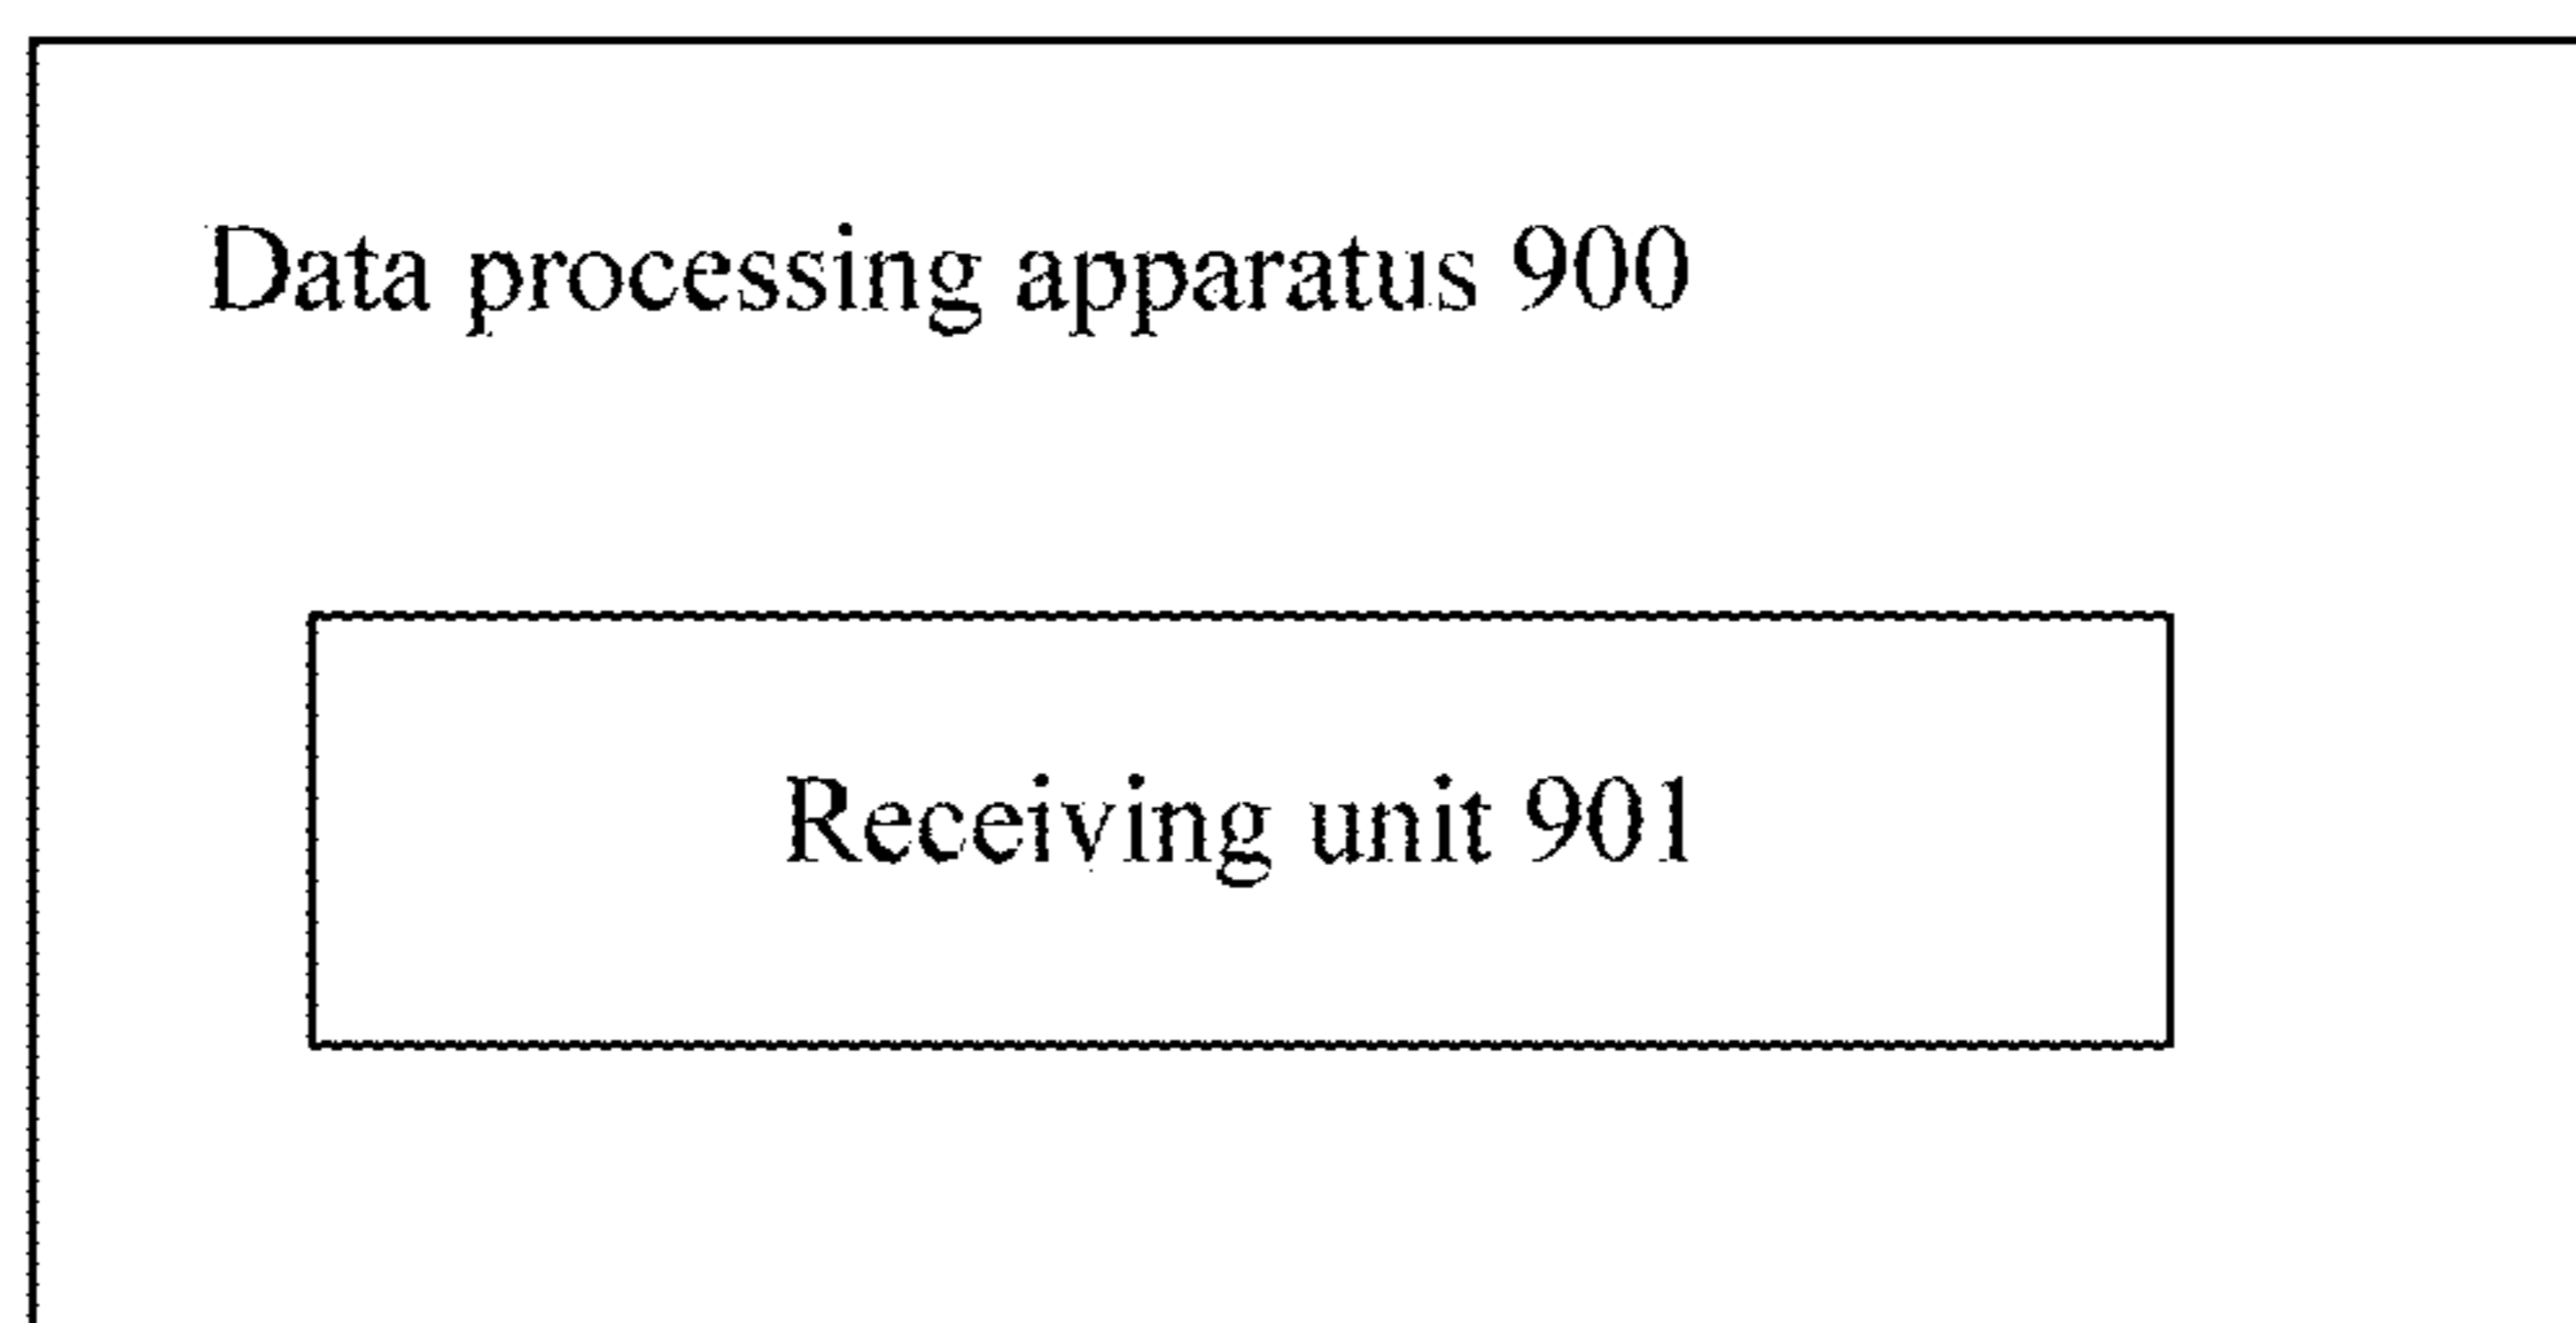 Data processing apparatus 900
Receiving unit 901